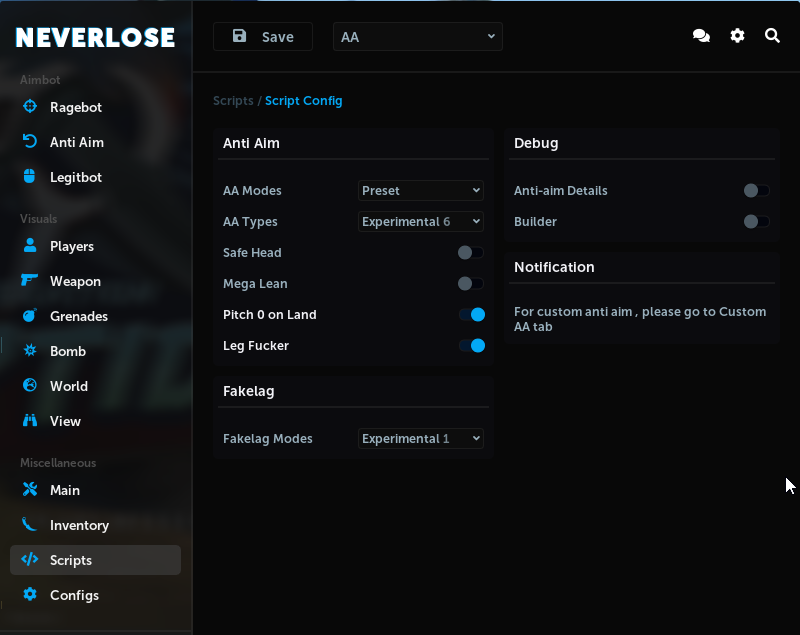 NEVERLOSE
Save
AA
Aimbot
Ragebot
Anti Aim
Legitbot
Visuals
Players
Weapon
Grenades
Bomb
World
View
Miscellaneous
Main
Inventory
Scripts
Configs
Scripts / Script Config
Anti Aim
AA Modes Preset
AA Types Experimental 6
Safe Head
Mega Lean
Pitch 0 on Land
Leg Fucker
Fakelag
Fakelag Modes Experimental 1
Debug
Anti-aim Details
Builder
Notification
For custom anti aim , please go to Custom
AA tab